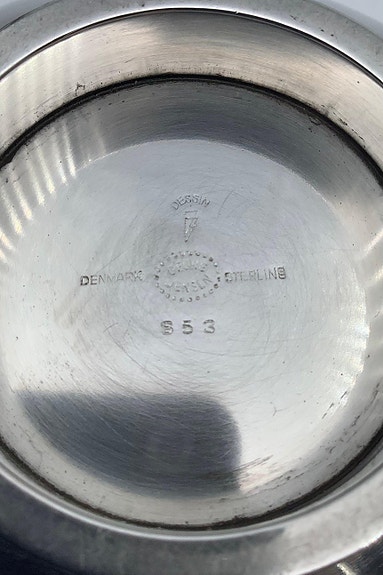 DESSIN
DENMARK GEORG JENSEN STERLING
853